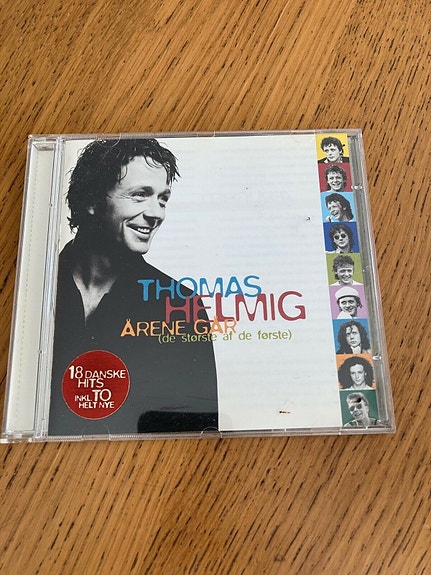 THOMAS
HELMIG
ÅRENE GÅR
(de største af de første)
18 DANSKE
HITS
INKL. TO
HELT NYE